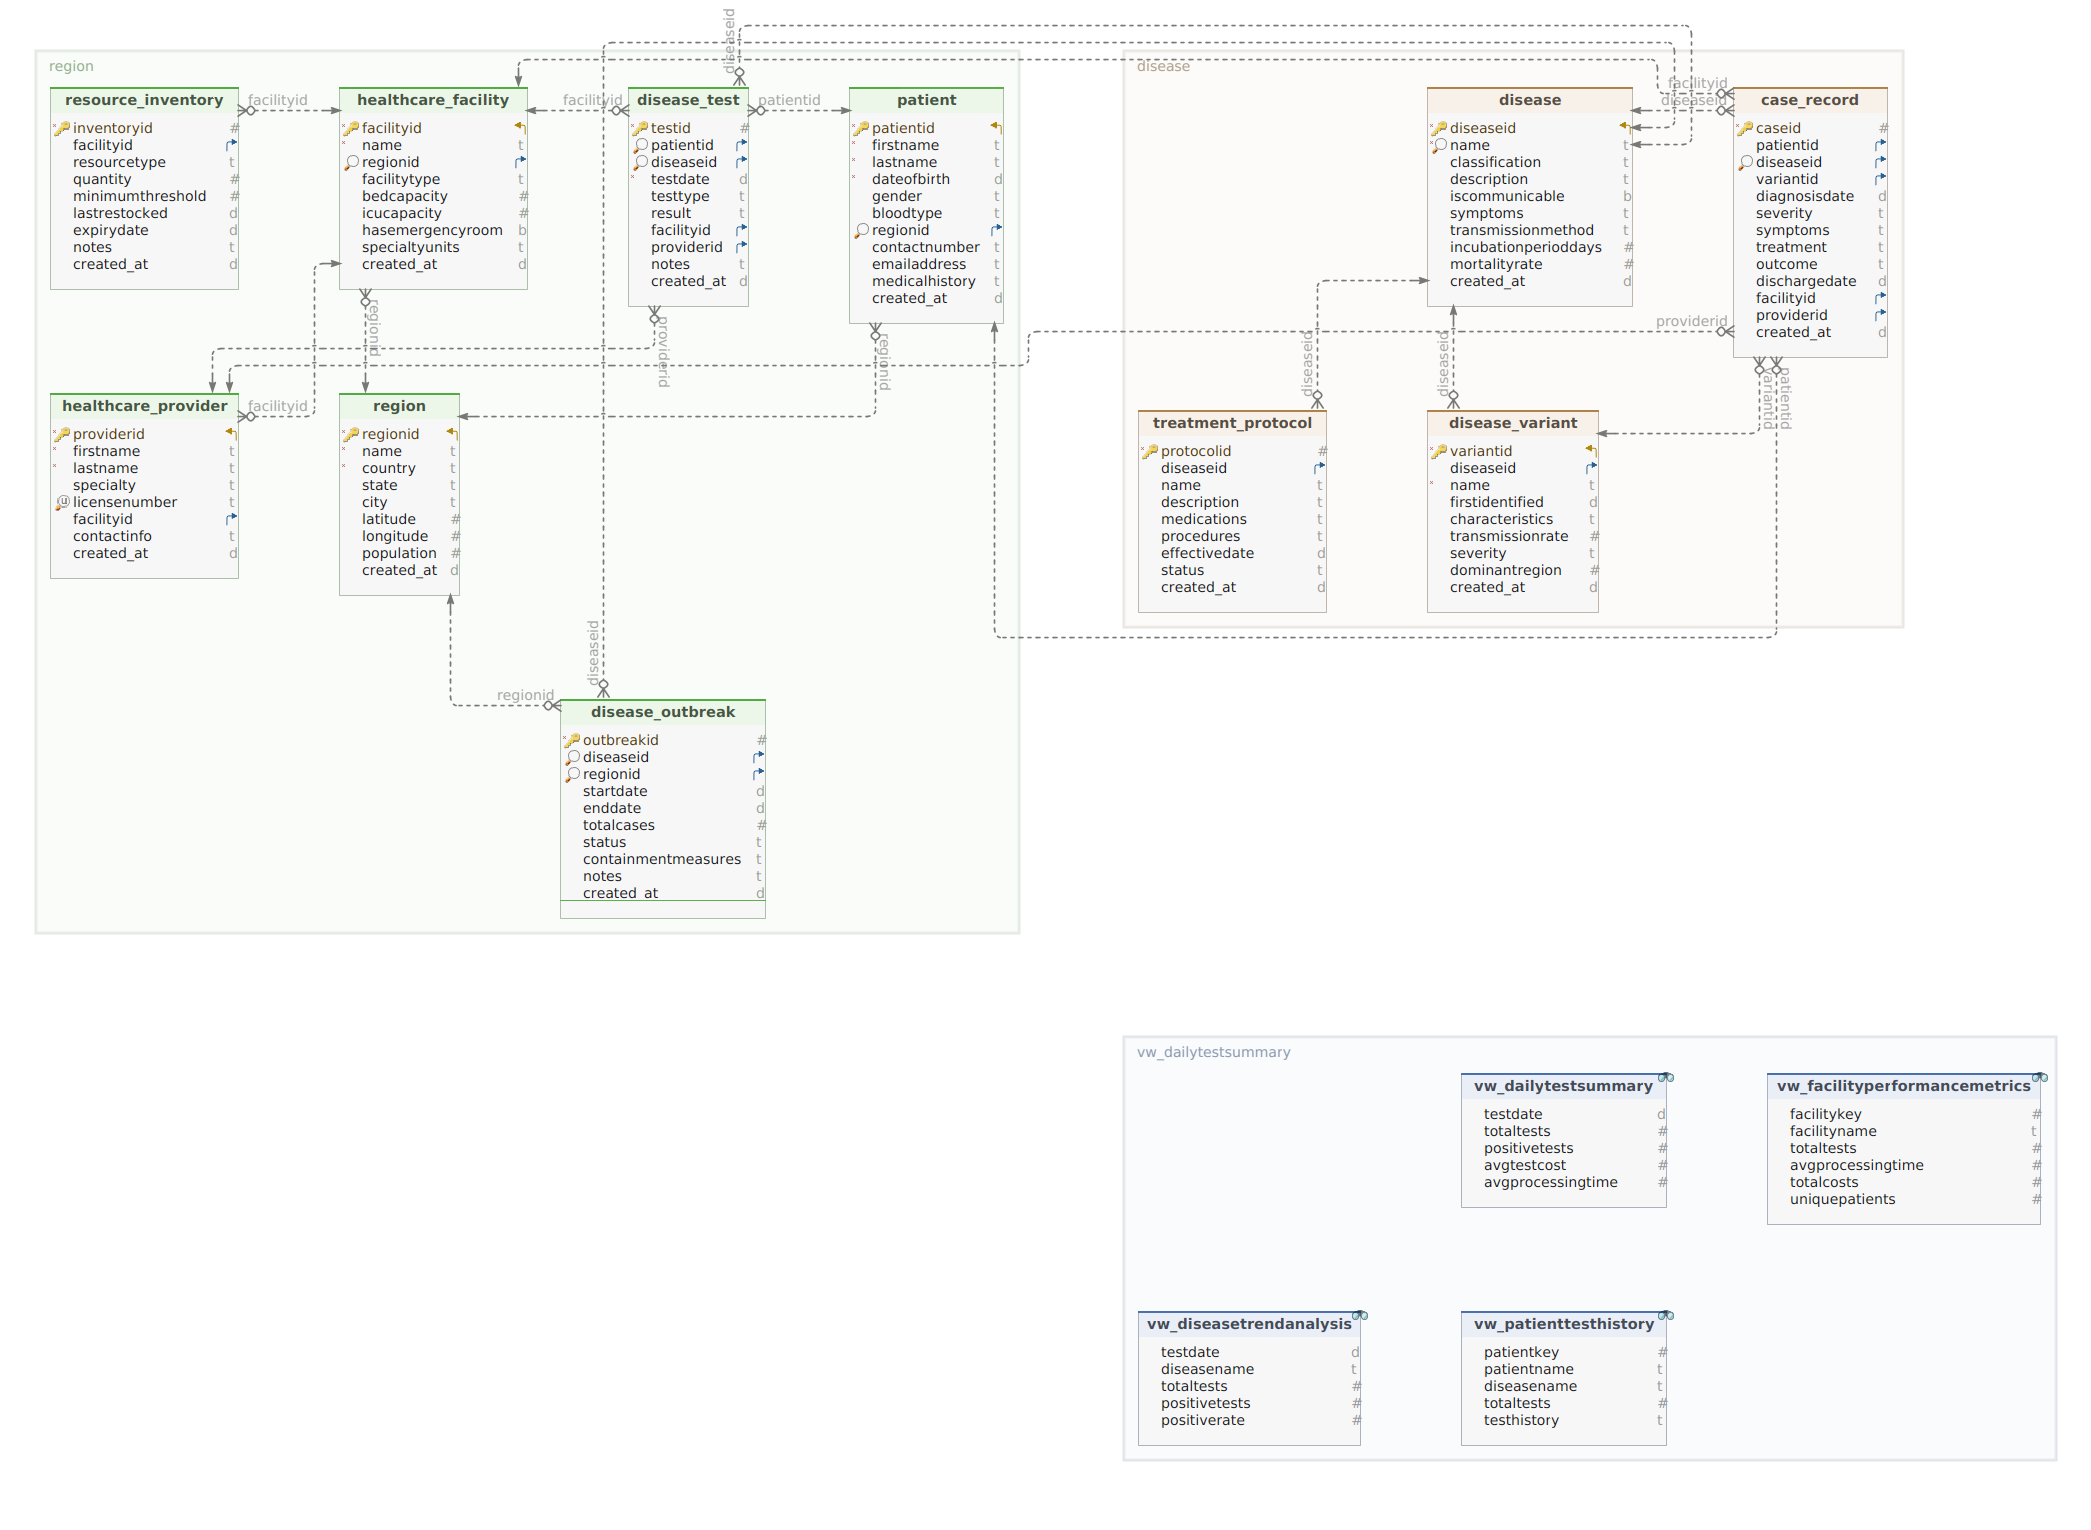 region
resource_inventory
inventoryid #
facilityid
resourcetype t
quantity #
minimumthreshold #
lastrestocked d
expirydate d
notes t
created_at d
facilityid
healthcare_facility
facilityid
name t
regionid
facilitytype t
bedcapacity #
icucapacity #
hasemergencyroom b
specialtyunits t
created_at d
facilityid
disease_test
testid #
patientid
diseaseid
testdate d
testtype t
result t
facilityid
providerid
notes t
created_at d
diseaseid
patientid
patient
patientid
firstname t
lastname t
dateofbirth d
gender t
bloodtype t
regionid
contactnumber t
emailaddress t
medicalhistory t
created_at d
regionid
providerid
regionid
healthcare_provider
providerid
firstname t
lastname t
specialty t
licensenumber t
facilityid
contactinfo t
created_at d
facilityid
region
regionid
name t
country t
state t
city t
latitude #
longitude #
population #
created_at d
diseaseid
regionid
disease_outbreak
outbreakid #
diseaseid
regionid
startdate d
enddate d
totalcases #
status t
containmentmeasures t
notes t
created_at d
disease
disease
diseaseid
name t
classification t
description t
iscommunicable b
symptoms t
transmissionmethod t
incubationperioddays #
mortalityrate #
created_at d
facilityid
diseaseid
case_record
caseid #
patientid
diseaseid
variantid
diagnosisdate d
severity t
symptoms t
treatment t
outcome t
dischargedate d
facilityid
providerid
created_at d
providerid
diseaseid
diseaseid
variantid
patientid
treatment_protocol
protocolid #
diseaseid
name t
description t
medications t
procedures t
effectivedate d
status t
created_at d
disease_variant
variantid
diseaseid
name t
firstidentified d
characteristics t
transmissionrate #
severity t
dominantregion #
created_at d
vw_dailytestsummary
vw_dailytestsummary
testdate d
totaltests #
positivetests #
avgtestcost #
avgprocessingtime #
vw_facilityperformancemetrics
facilitykey #
facilityname t
totaltests #
avgprocessingtime #
totalcosts #
uniquepatients #
vw_diseasetrendanalysis
testdate d
diseasename t
totaltests #
positivetests #
positiverate #
vw_patienttesthistory
patientkey #
patientname t
diseasename t
totaltests #
testhistory t